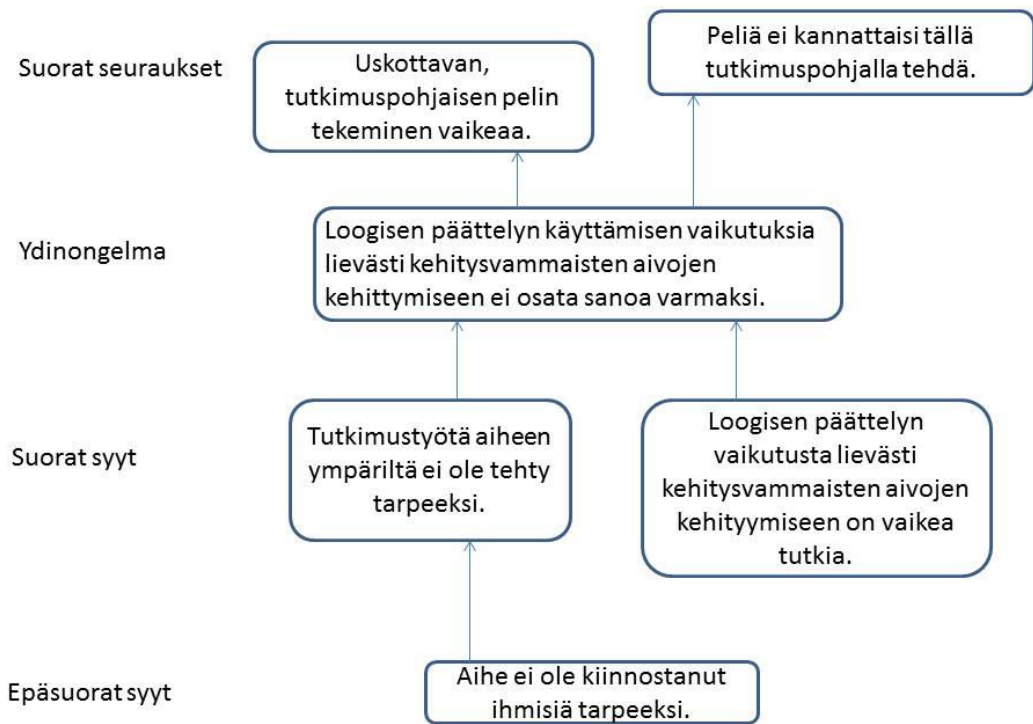 Suorat seuraukset
Uskottavan,
tutkimuspohjaisen pelin
tekeminen vaikeaa.
Peliä ei kannattaisi tällä
tutkimuspohjalla tehdä.
Ydinongelma
Loogisen päättelyn käyttämisen vaikutuksia
lievästi kehitysvammaisten aivojen
kehittymiseen ei osata sanoa varmaksi.
Suorat syyt
Tutkimustyötä aiheen
ympäriltä ei ole tehty
tarpeeksi.
Loogisen päättelyn
vaikutusta lievästi
kehitysvammaisten aivojen
kehityymiseen on vaikea
tutkia.
Epäsuorat syyt
Aihe ei ole kiinnostanut
ihmisiä tarpeeksi.